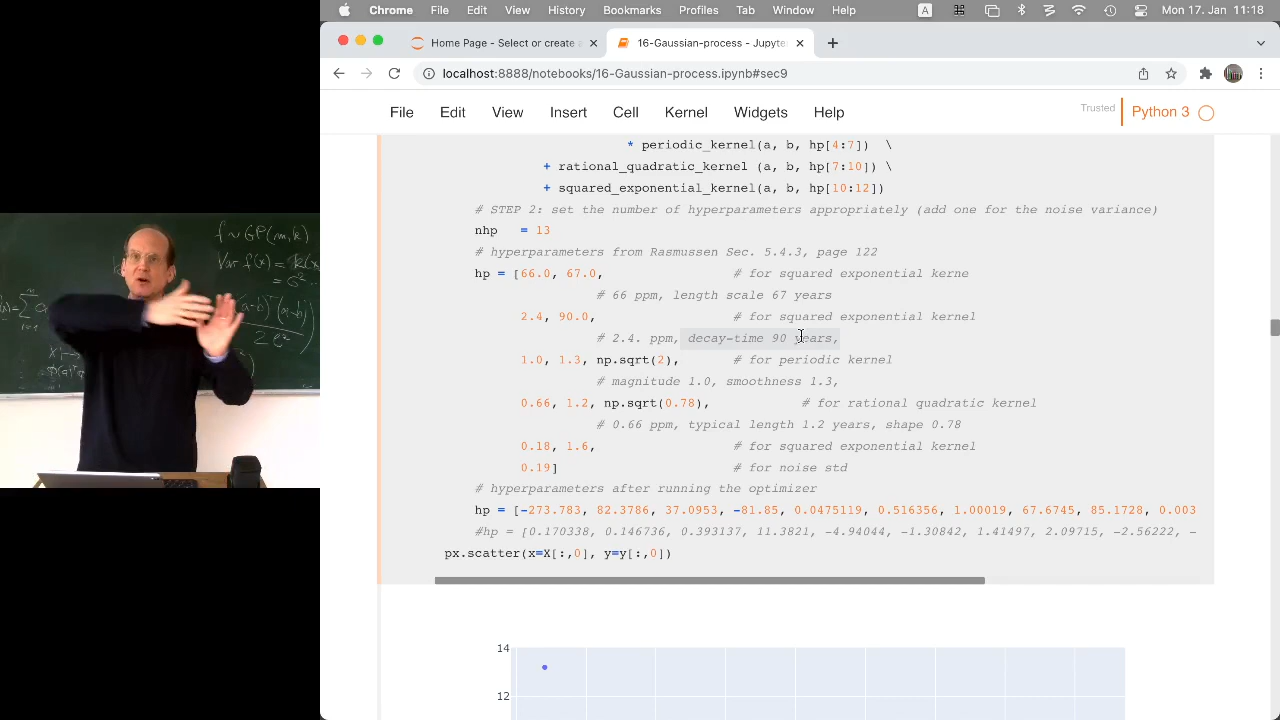 Chrome File Edit View History Bookmarks Profiles Tab Window Help A Mon 17. Jan 11:18
Home Page - Select or create a
16-Gaussian-process - Jupyte
localhost:8888/notebooks/16-Gaussian-process.ipynb#sec9
File Edit View Insert Cell Kernel Widgets Help Trusted Python 3
* periodic_kernel(a, b, hp[4:7]) \
+ rational_quadratic_kernel (a, b, hp[7:10]) \
+ squared_exponential_kernel(a, b, hp[10:12])
# STEP 2: set the number of hyperparameters appropriately (add one for the noise variance)
nhp = 13
# hyperparameters from Rasmussen Sec. 5.4.3, page 122
hp = [66.0, 67.0, # for squared exponential kerne
# 66 ppm, length scale 67 years
2.4, 90.0, # for squared exponential kernel
# 2.4. ppm, decay-time 90 years,
1.0, 1.3, np.sqrt(2), # for periodic kernel
# magnitude 1.0, smoothness 1.3,
0.66, 1.2, np.sqrt(0.78), # for rational quadratic kernel
# 0.66 ppm, typical length 1.2 years, shape 0.78
0.18, 1.6, # for squared exponential kernel
0.19] # for noise std
# hyperparameters after running the optimizer
hp = [-273.783, 82.3786, 37.0953, -81.85, 0.0475119, 0.516356, 1.00019, 67.6745, 85.1728, 0.003
#hp = [0.170338, 0.146736, 0.393137, 11.3821, -4.94044, -1.30842, 1.41497, 2.09715, -2.56222, -
px.scatter(x=X[:,0], y=y[:,0])
14
12
f ~ GP(m,k)
Var f(x) = k(x
= σ²
(a-b)ᵀ(a-b)